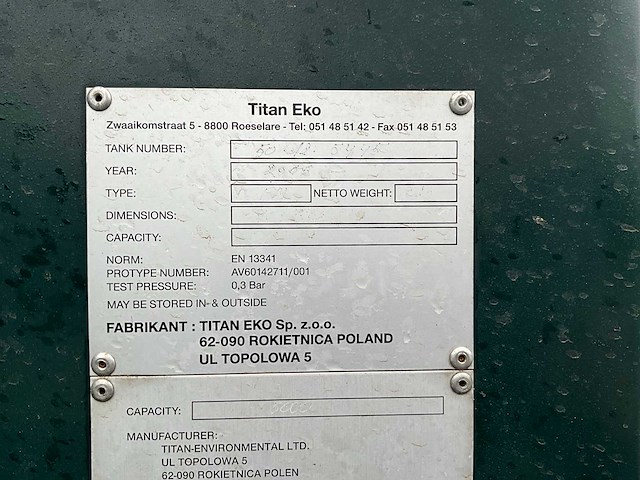 Titan Eko
Zwaaikomstraat 5 - 8800 Roeselare - Tel: 051 48 51 42 - Fax 051 48 51 53
TANK NUMBER:
YEAR:
TYPE: NETTO WEIGHT:
DIMENSIONS:
CAPACITY:
NORM: EN 13341
PROTYPE NUMBER: AV60142711/001
TEST PRESSURE: 0,3 Bar
MAY BE STORED IN- & OUTSIDE
FABRIKANT : TITAN EKO Sp. z.o.o.
62-090 ROKIETNICA POLAND
UL TOPOLOWA 5
CAPACITY:
MANUFACTURER:
TITAN-ENVIRONMENTAL LTD.
UL TOPOLOWA 5
62-090 ROKIETNICA POLEN